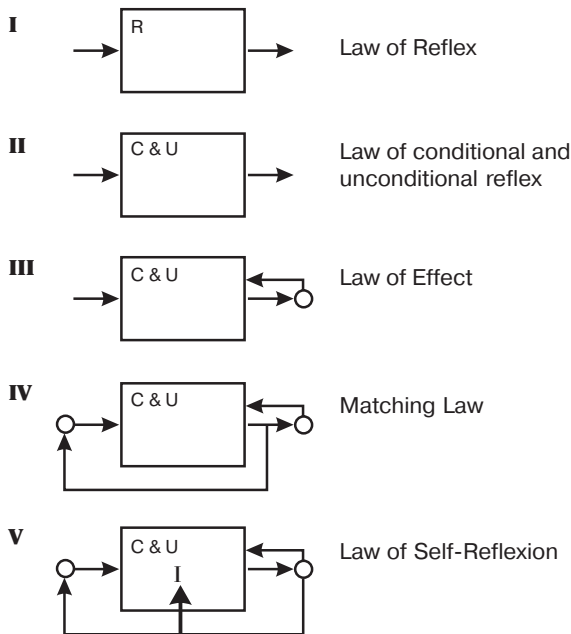 I
R
Law of Reflex
II
C & U
Law of conditional and
unconditional reflex
III
C & U
Law of Effect
IV
C & U
Matching Law
V
C & U
I
Law of Self-Reflexion